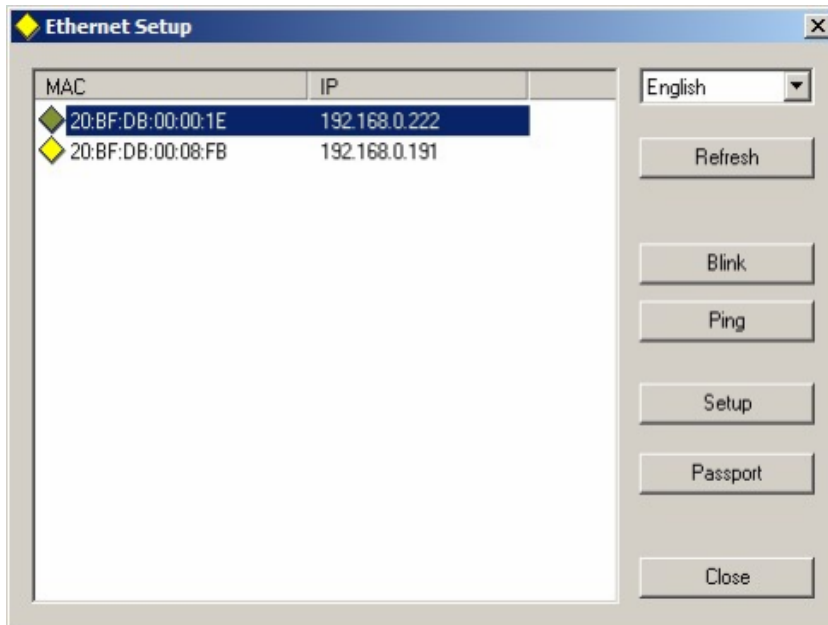 Ethernet Setup
MAC IP
20:BF:DB:00:00:1E 192.168.0.222
20:BF:DB:00:08:FB 192.168.0.191
English
Refresh
Blink
Ping
Setup
Passport
Close